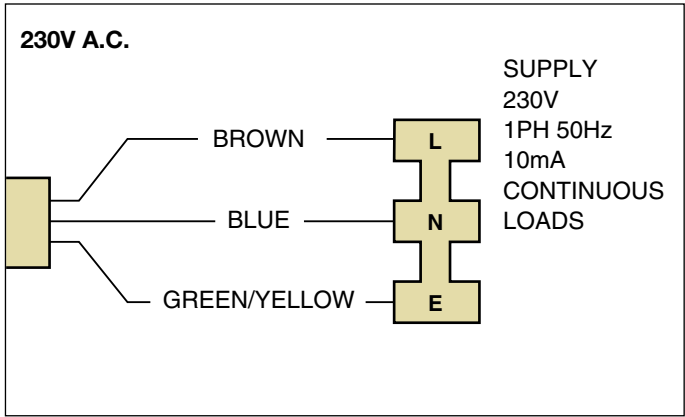 230V A.C.
BROWN
L
BLUE
N
GREEN/YELLOW
E
SUPPLY
230V
1PH 50Hz
10mA
CONTINUOUS
LOADS